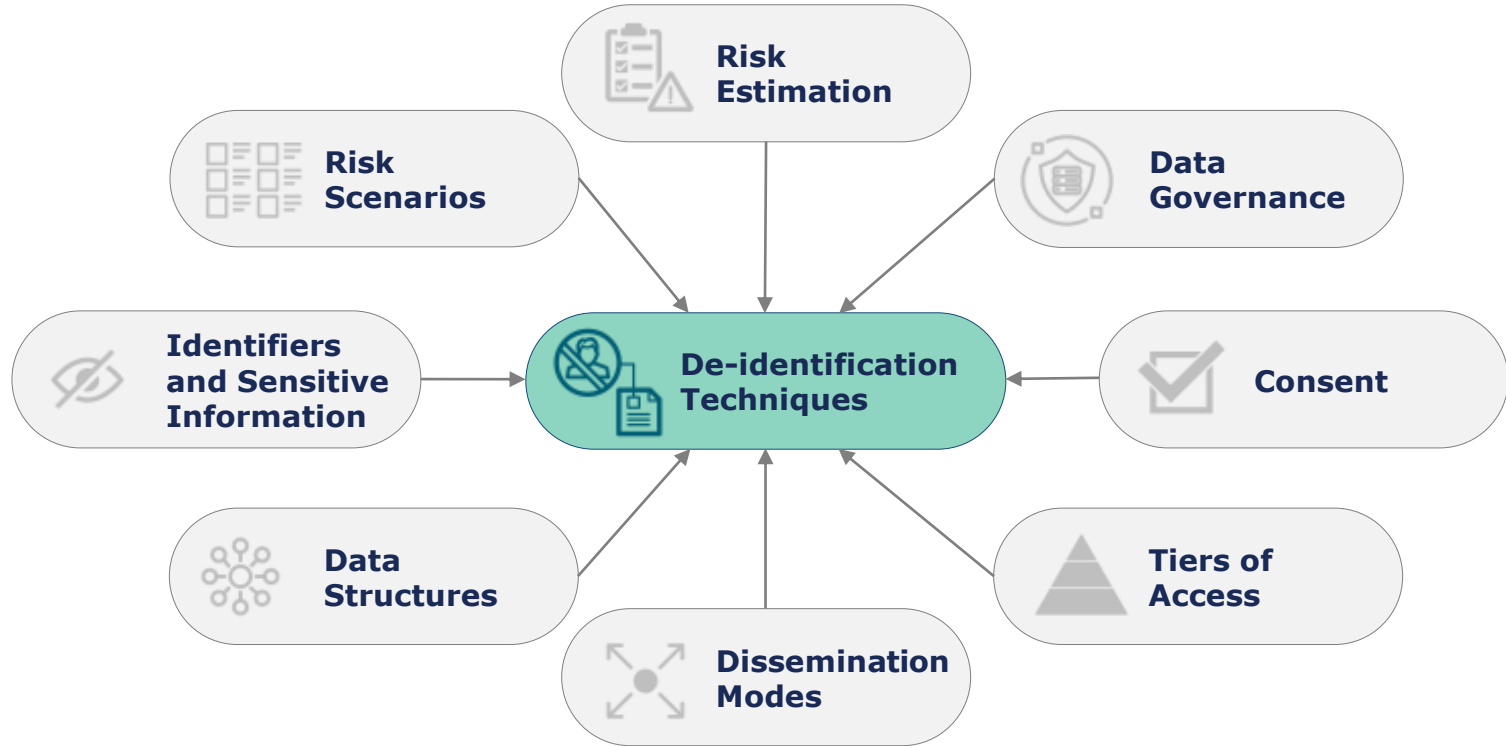 Risk
Estimation
Risk
Scenarios
Data
Governance
Identifiers
and Sensitive
Information
De-identification
Techniques
Consent
Data
Structures
Tiers of
Access
Dissemination
Modes